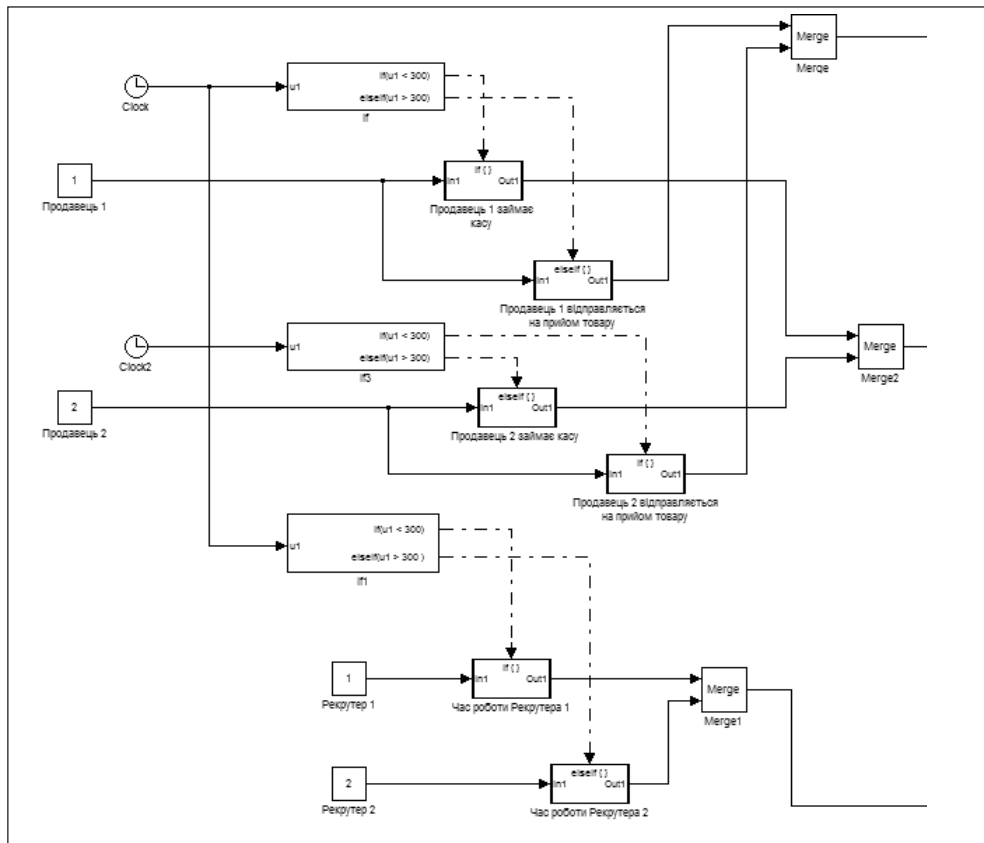 Merge
Merge
if(u1 < 300)
u1
elseif(u1 > 300)
Clock
If
1
if { }
In1
Out1
Продавець 1
Продавець 1 займає
касу
elseif { }
In1
Out1
Продавець 1 відправляється
на прийом товару
if(u1 < 300)
u1
elseif(u1 > 300)
Clock2
If3
Merge
Merge2
2
elseif { }
In1
Out1
Продавець 2
Продавець 2 займає касу
if { }
In1
Out1
Продавець 2 відправляється
на прийом товару
if(u1 < 300)
u1
elseif(u1 > 300 )
If1
1
if { }
In1
Out1
Рекрутер 1
Час роботи Рекрутера 1
Merge
Merge1
2
elseif { }
In1
Out1
Рекрутер 2
Час роботи Рекрутера 2